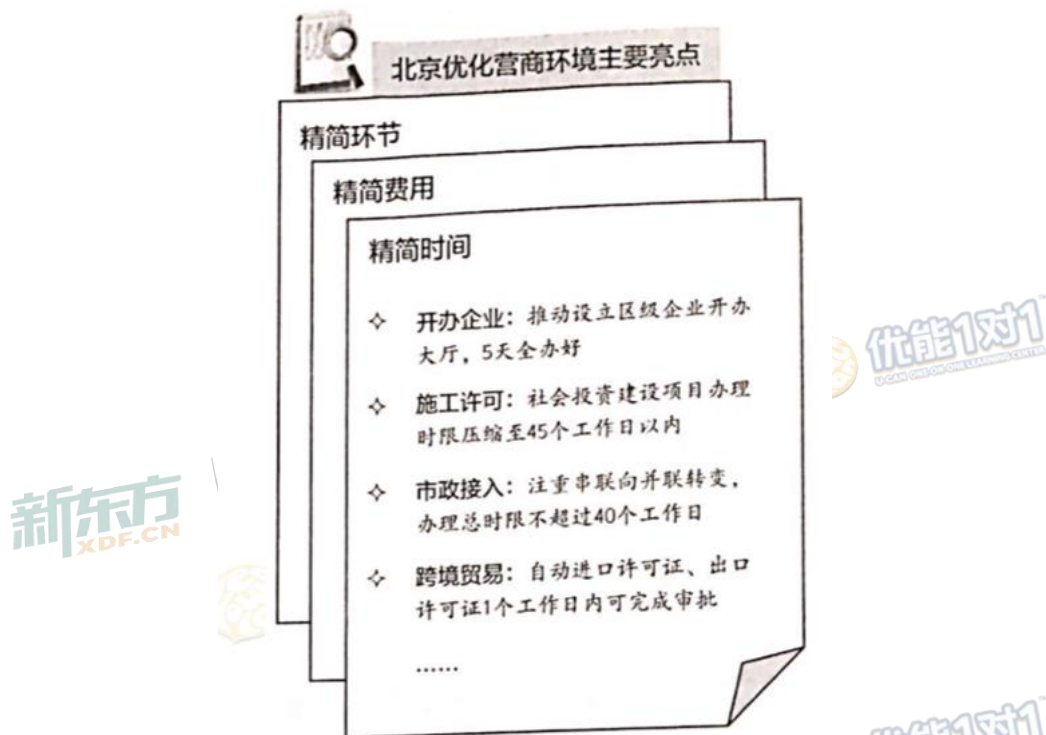 北京优化营商环境主要亮点
精简环节
精简费用
精简时间
开办企业：推动设立区级企业开办
大厅，5天全办好
施工许可：社会投资建设项目办理
时限压缩至45个工作日以内
市政接入：注重串联向并联转变，
办理总时限不超过40个工作日
跨境贸易：自动进口许可证、出口
许可证1个工作日内可完成审批
……
优能1对1
U CAN ONE-ON-ONE LEARNING CENTER
新东方
XDF.CN
优能1对1